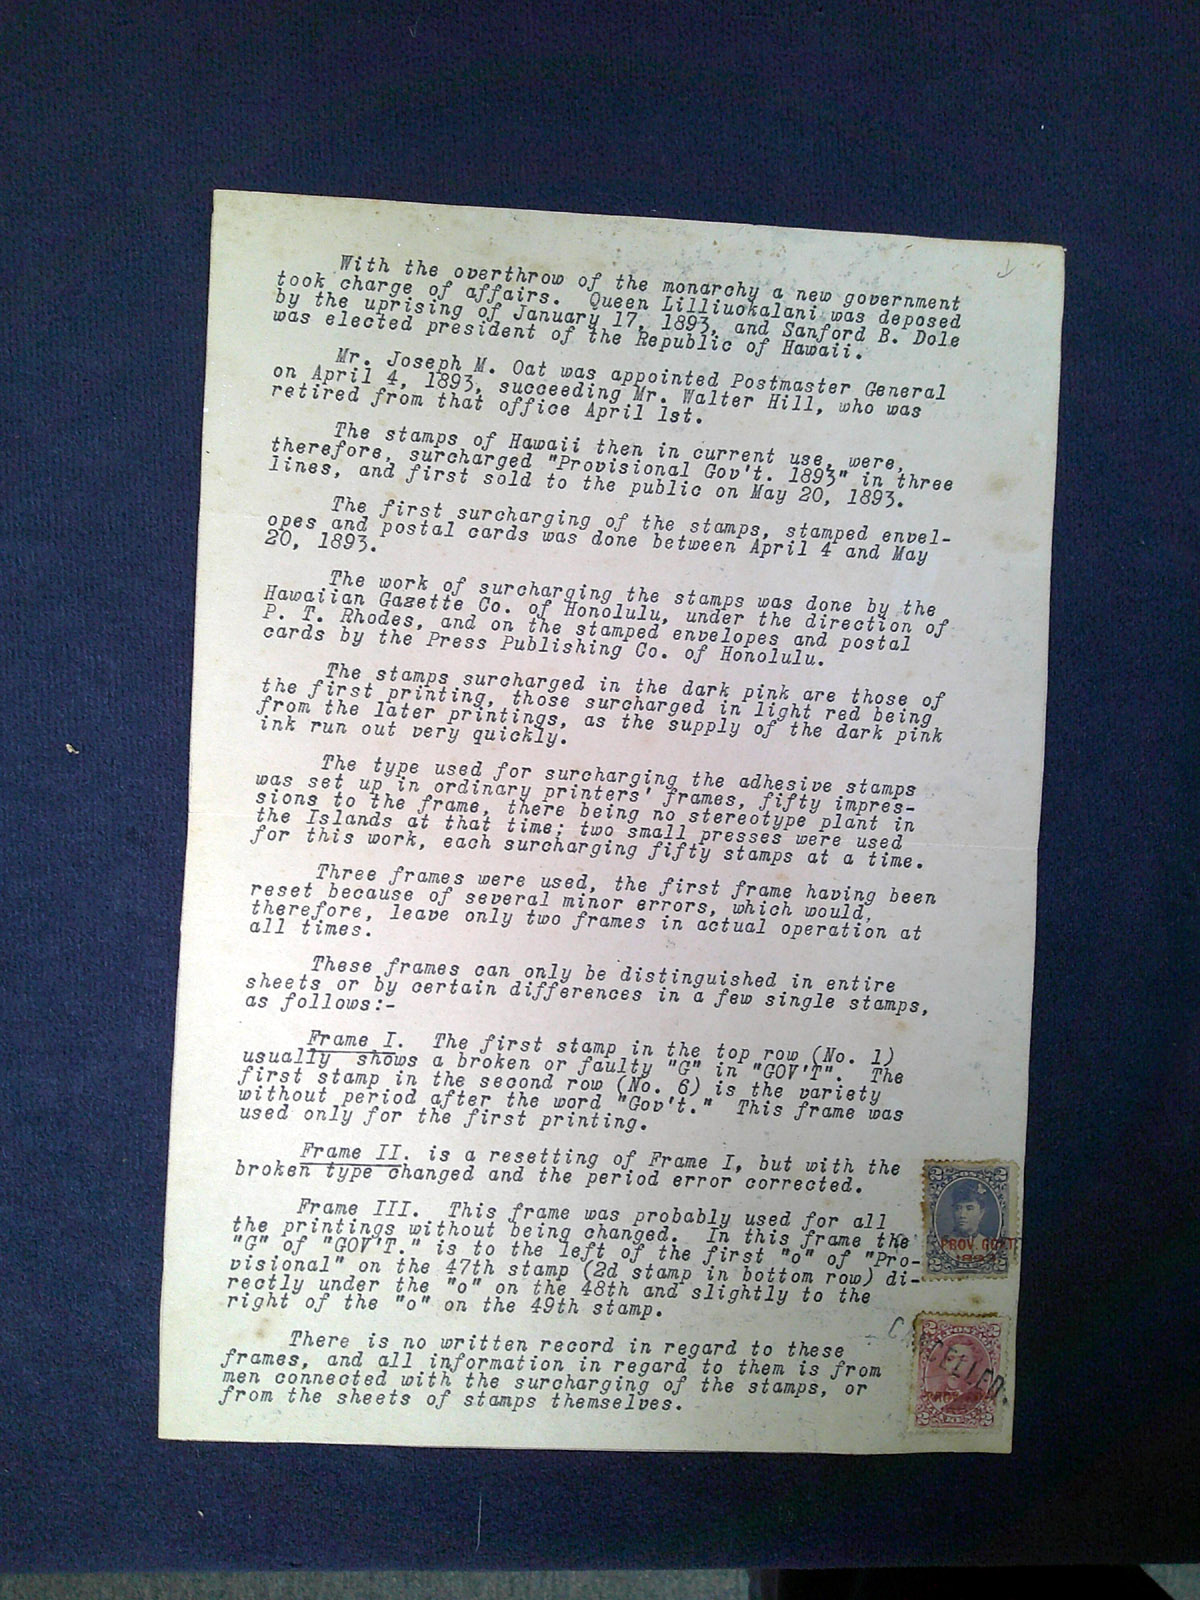 With the overthrow of the monarchy a new government
took charge of affairs. Queen Lilliuokalani was deposed
by the uprising of January 17, 1893, and Sanford B. Dole
was elected president of the Republic of Hawaii.
Mr. Joseph M. Oat was appointed Postmaster General
on April 4, 1893, succeeding Mr. Walter Hill, who was
retired from that office April 1st.
The stamps of Hawaii then in current use, were,
therefore, surcharged "Provisional Gov't. 1893" in three
lines, and first sold to the public on May 20, 1893.
The first surcharging of the stamps, stamped envel-
opes and postal cards was done between April 4 and May
20, 1893.
The work of surcharging the stamps was done by the
Hawaiian Gazette Co. of Honolulu, under the direction of
P. T. Rhodes, and on the stamped envelopes and postal
cards by the Press Publishing Co. of Honolulu.
The stamps surcharged in the dark pink are those of
the first printing, those surcharged in light red being
from the later printings, as the supply of the dark pink
ink run out very quickly.
The type used for surcharging the adhesive stamps
was set up in ordinary printers' frames, fifty impres-
sions to the frame, there being no stereotype plant in
the Islands at that time; two small presses were used
for this work, each surcharging fifty stamps at a time.
Three frames were used, the first frame having been
reset because of several minor errors, which would,
therefore, leave only two frames in actual operation at
all times.
These frames can only be distinguished in entire
sheets or by certain differences in a few single stamps,
as follows:-
Frame I. The first stamp in the top row (No. 1)
usually shows a broken or faulty "G" in "GOV'T". The
first stamp in the second row (No. 6) is the variety
without period after the word "Gov't." This frame was
used only for the first printing.
Frame II. is a resetting of Frame I, but with the
broken type changed and the period error corrected.
Frame III. This frame was probably used for all
the printings without being changed. In this frame the
"G" of "GOV'T." is to the left of the first "o" of "Pro-
visional" on the 47th stamp (2d stamp in bottom row) di-
rectly under the "o" on the 48th and slightly to the
right of the "o" on the 49th stamp.
There is no written record in regard to these
frames, and all information in regard to them is from
men connected with the surcharging of the stamps, or
from the sheets of stamps themselves.
PROV. GOVT
1893